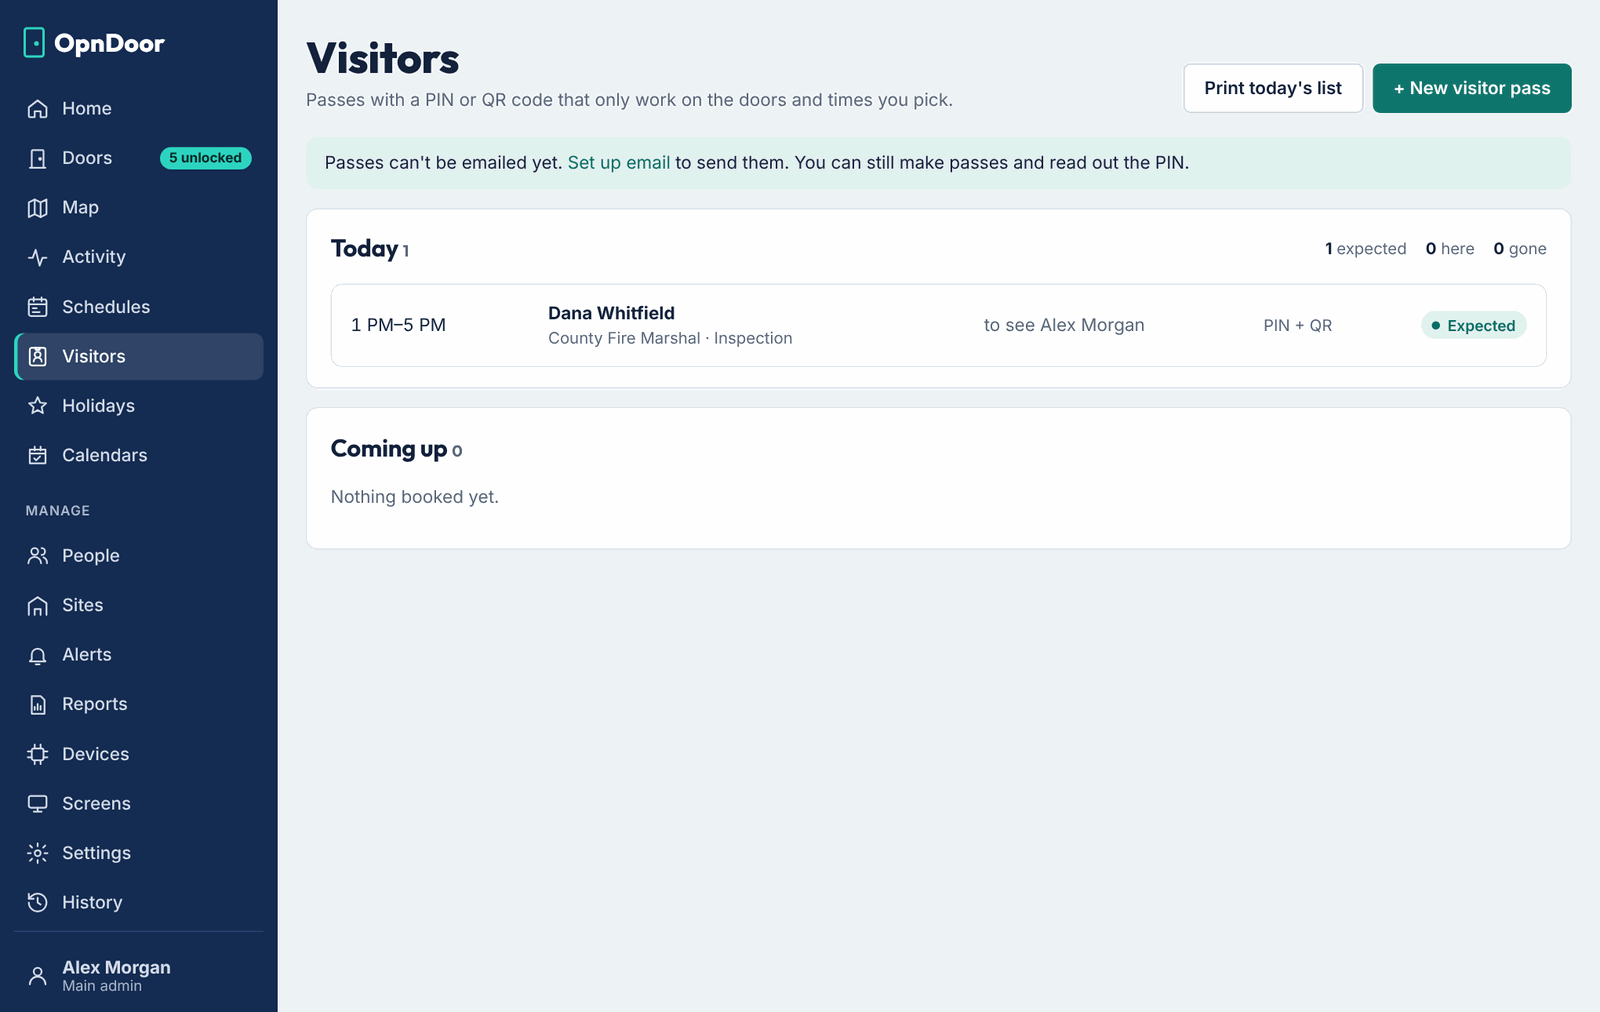 OpnDoor
Home
Doors
5 unlocked
Map
Activity
Schedules
Visitors
Holidays
Calendars
MANAGE
People
Sites
Alerts
Reports
Devices
Screens
Settings
History
Alex Morgan
Main admin
Visitors
Passes with a PIN or QR code that only work on the doors and times you pick.
Print today's list
+ New visitor pass
Passes can't be emailed yet. Set up email to send them. You can still make passes and read out the PIN.
Today 1
1 expected 0 here 0 gone
1 PM–5 PM
Dana Whitfield
County Fire Marshal · Inspection
to see Alex Morgan
PIN + QR
Expected
Coming up 0
Nothing booked yet.